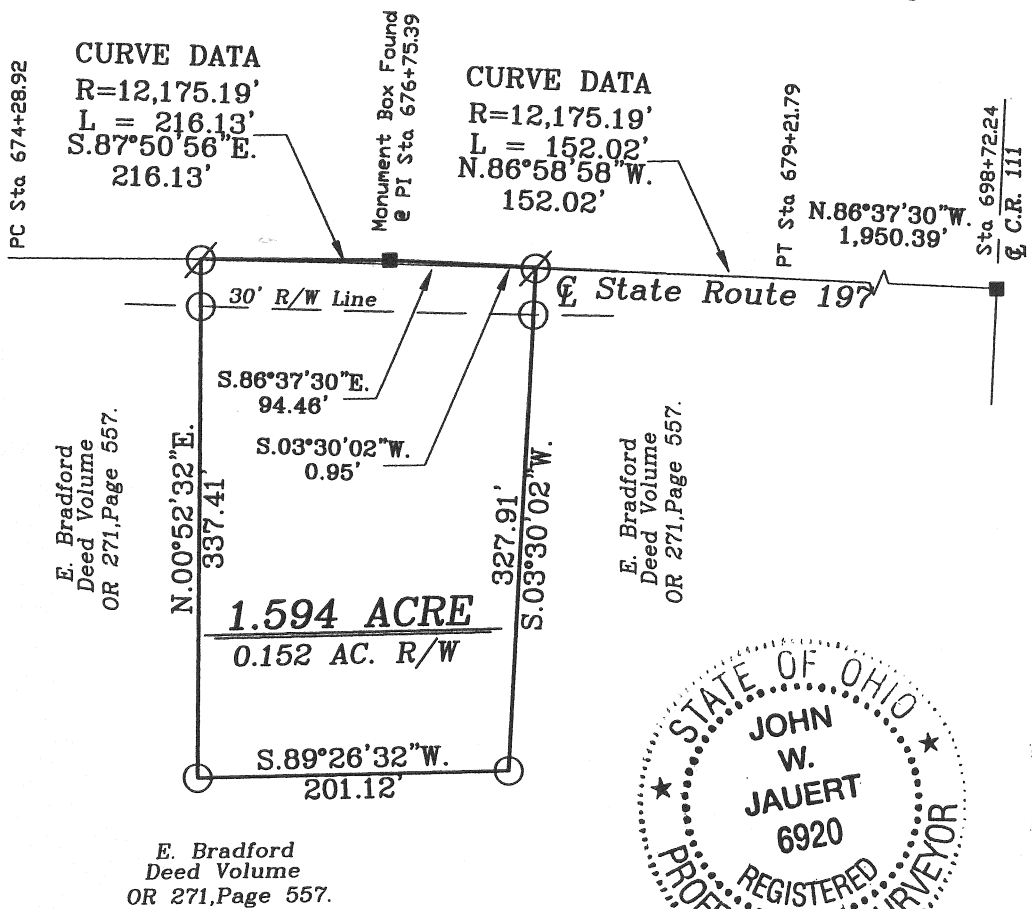 PC Sta 674+28.92
CURVE DATA
R=12,175.19'
L = 216.13'
S.87°50'56"E.
216.13'
Monument Box Found
@ PI Sta 676+75.39
CURVE DATA
R=12,175.19'
L = 152.02'
N.86°58'58"W.
152.02'
PT Sta 679+21.79
N.86°37'30"W.
1,950.39'
Sta 698+72.24
℄ C.R. 111
30' R/W Line
℄ State Route 197
S.86°37'30"E.
94.46'
S.03°30'02"W.
0.95'
E. Bradford
Deed Volume
OR 271,Page 557.
N.00°52'32"E.
337.41'
327.91'
S.03°30'02"W.
E. Bradford
Deed Volume
OR 271,Page 557.
1.594 ACRE
0.152 AC. R/W
S.89°26'32"W.
201.12'
E. Bradford
Deed Volume
OR 271,Page 557.
STATE OF OHIO
JOHN
W.
JAUERT
6920
REGISTERED